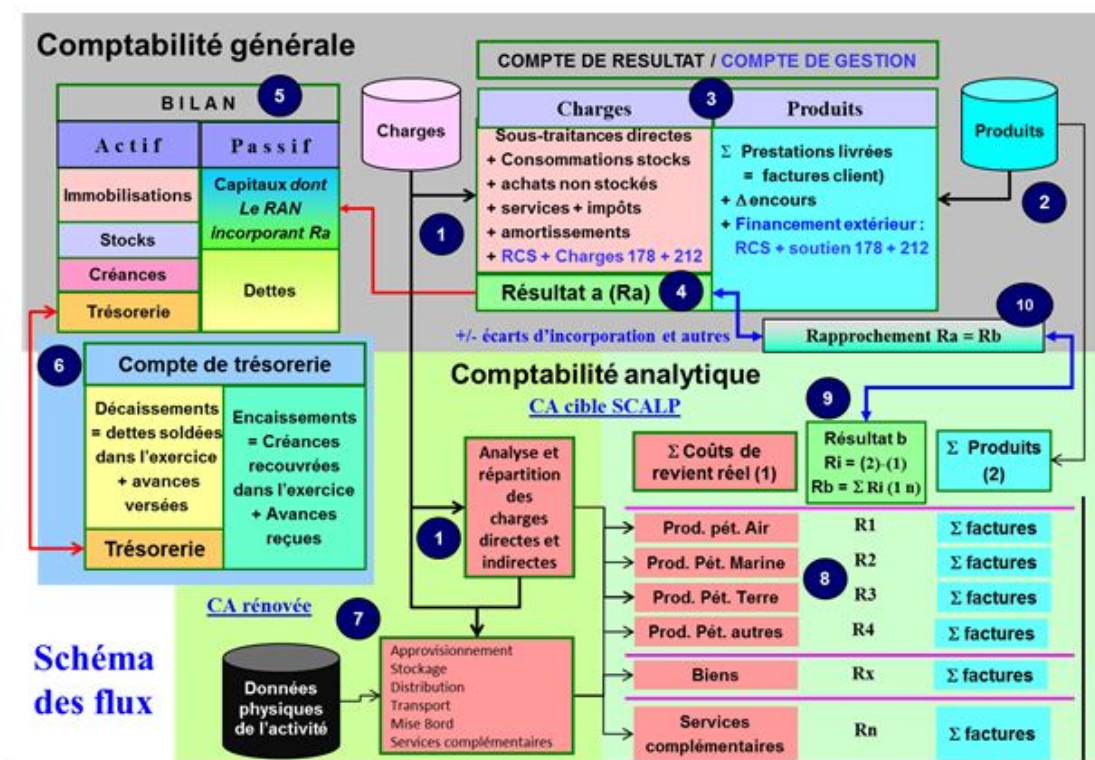 Comptabilité générale
COMPTE DE RESULTAT / COMPTE DE GESTION
BILAN
5
Actif
Passif
Immobilisations
Stocks
Créances
Trésorerie
Capitaux dont
Le RAN
incorporant Ra
Dettes
Charges
1
3
Charges
Produits
Sous-traitances directes
+ Consommations stocks
+ achats non stockés
+ services + impôts
+ amortissements
+ RCS + Charges 178 + 212
Résultat a (Ra)
4
Σ Prestations livrées
= factures client)
+ Δ encours
+ Financement extérieur :
RCS + soutien 178 + 212
Produits
2
+/- écarts d'incorporation et autres
Rapprochement Ra = Rb
10
6
Compte de trésorerie
Décaissements
= dettes soldées
dans l'exercice
+ avances
versées
Trésorerie
Encaissements
= Créances
recouvrées
dans l'exercice
+ Avances
reçues
Comptabilité analytique
CA cible SCALP
9
Analyse et
répartition
des
charges
directes et
indirectes
1
Σ Coûts de
revient réel (1)
Résultat b
Ri = (2)-(1)
Rb = Σ Ri (1 n)
Σ Produits
(2)
Prod. pét. Air
R1
Σ factures
Prod. Pét. Marine
R2
Σ factures
8
Prod. Pét. Terre
R3
Σ factures
Prod. Pét. autres
R4
Σ factures
Biens
Rx
Σ factures
Services
complémentaires
Rn
Σ factures
CA rénovée
7
Schéma
des flux
Données
physiques
de l'activité
Approvisionnement
Stockage
Distribution
Transport
Mise Bord
Services complémentaires